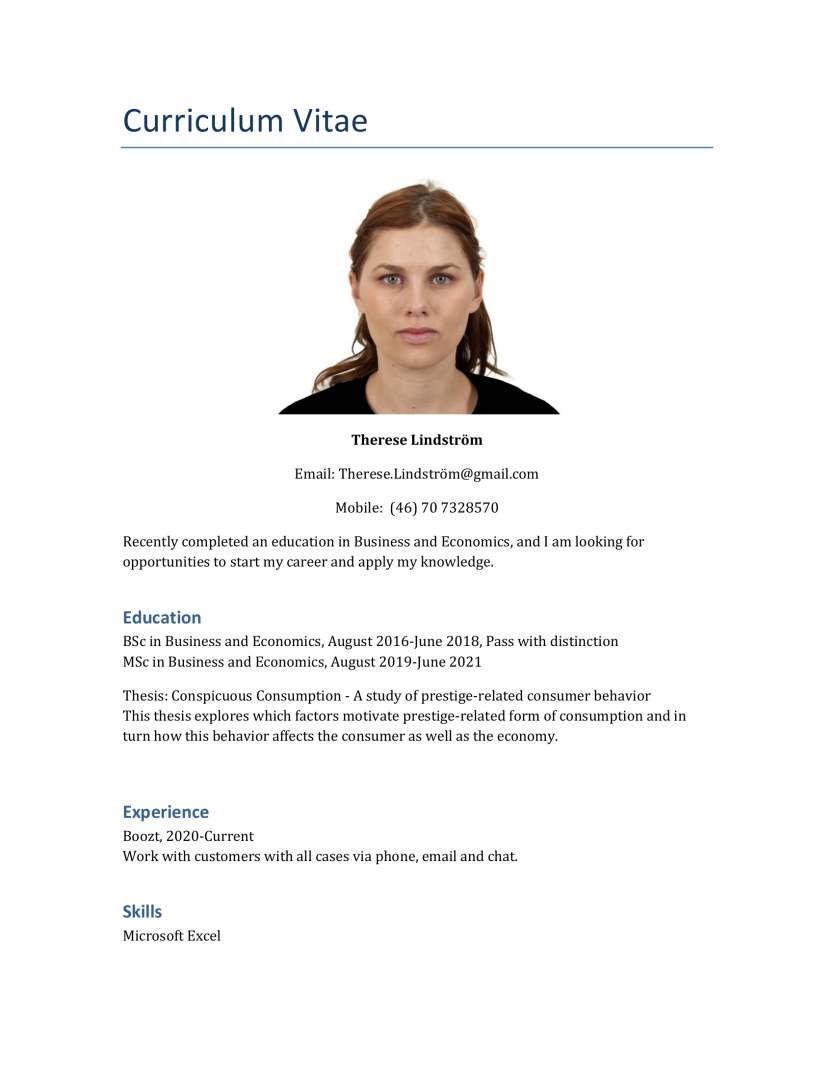 Curriculum Vitae
Therese Lindström
Email: Therese.Lindström@gmail.com
Mobile:  (46) 70 7328570
Recently completed an education in Business and Economics, and I am looking for
opportunities to start my career and apply my knowledge.
Education
BSc in Business and Economics, August 2016-June 2018, Pass with distinction
MSc in Business and Economics, August 2019-June 2021
Thesis: Conspicuous Consumption - A study of prestige-related consumer behavior
This thesis explores which factors motivate prestige-related form of consumption and in
turn how this behavior affects the consumer as well as the economy.
Experience
Boozt, 2020-Current
Work with customers with all cases via phone, email and chat.
Skills
Microsoft Excel